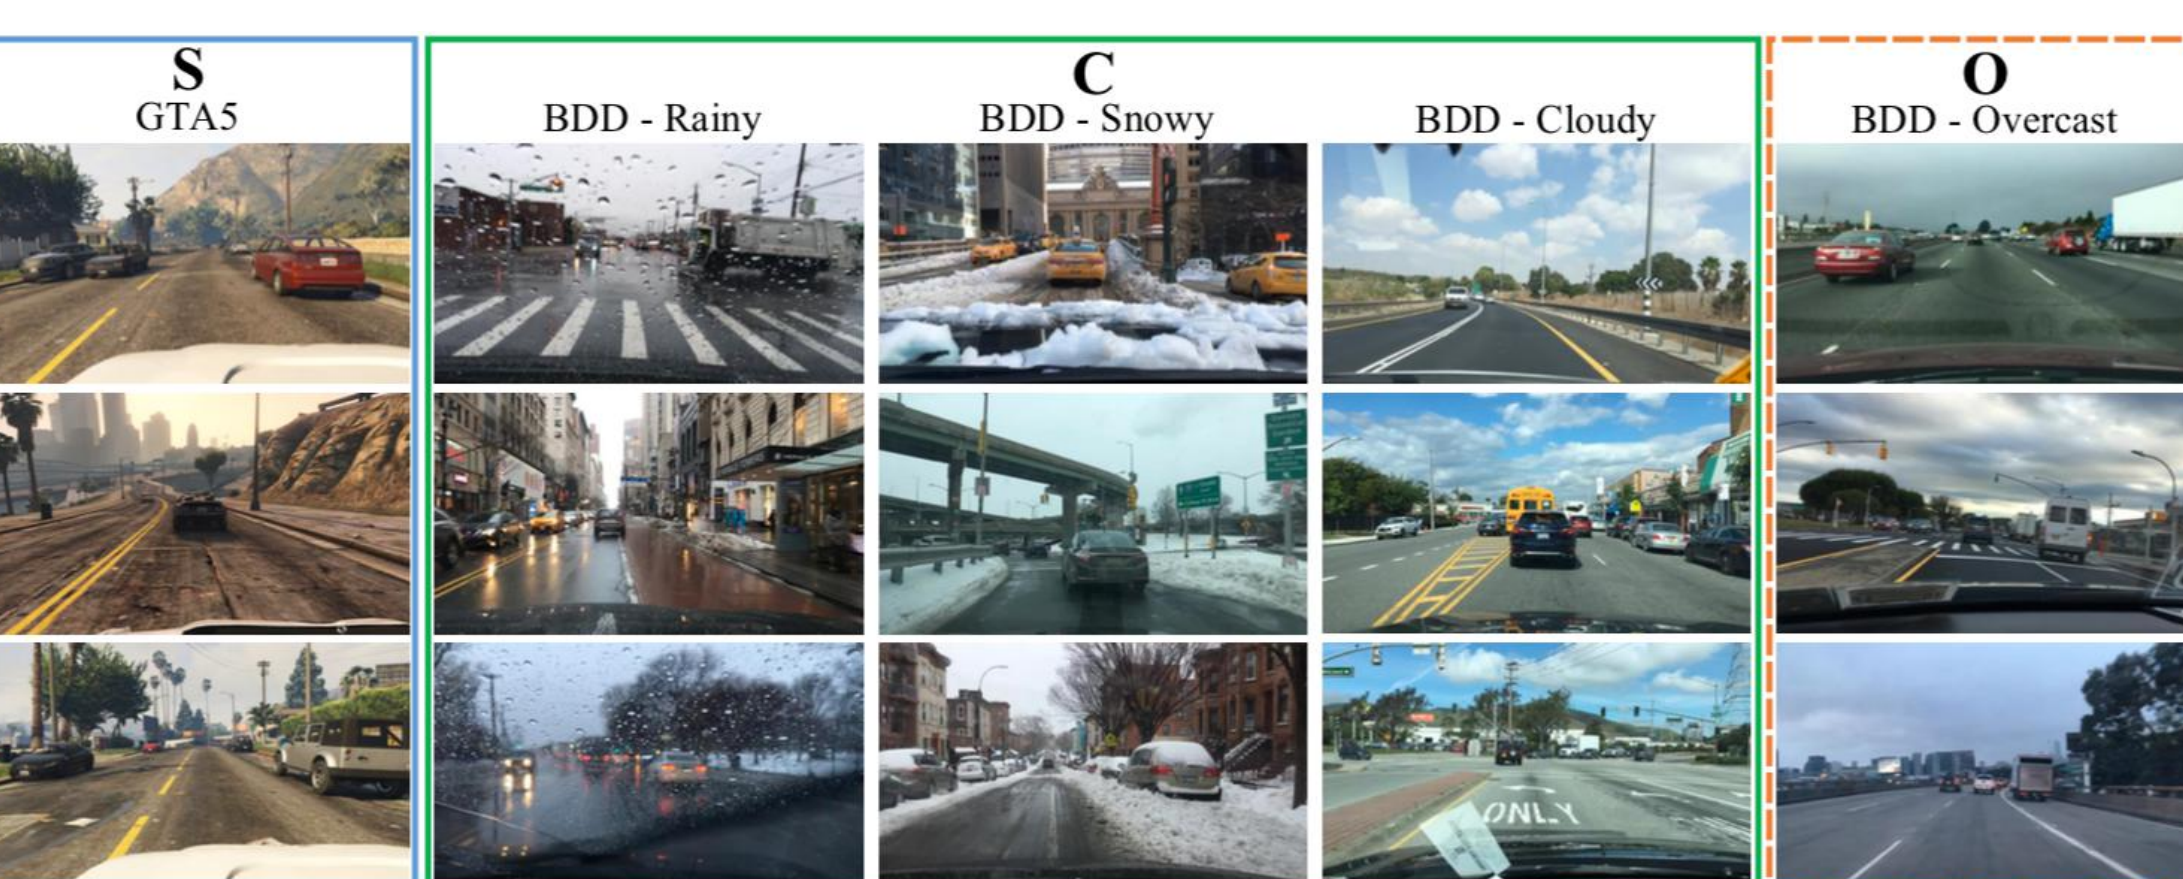 S
GTA5
C
BDD - Rainy
BDD - Snowy
BDD - Cloudy
O
BDD - Overcast
ONLY